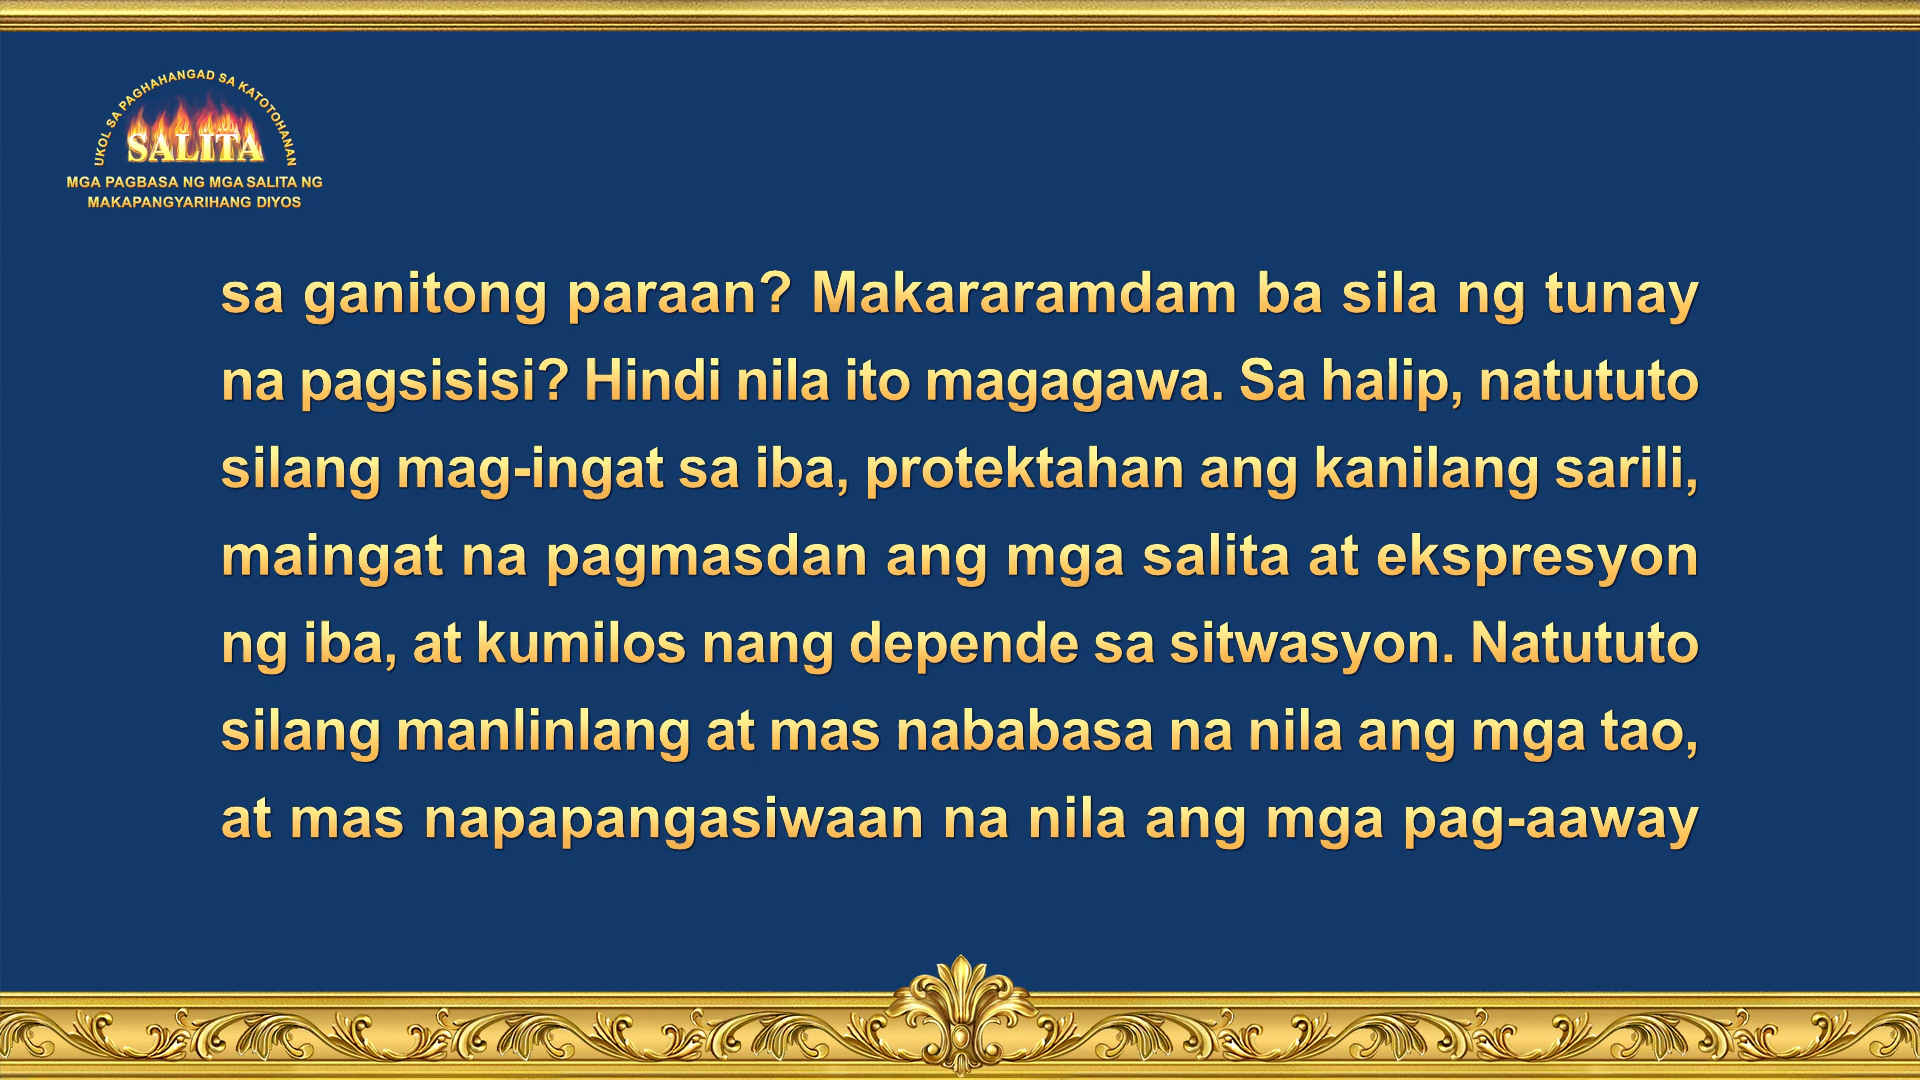 UKOL SA PAGHAHANGAD SA KATOTOHANAN
SALITA
MGA PAGBASA NG MGA SALITA NG
MAKAPANGYARIHANG DIYOS
sa ganitong paraan? Makararamdam ba sila ng tunay
na pagsisisi? Hindi nila ito magagawa. Sa halip, natututo
silang mag-ingat sa iba, protektahan ang kanilang sarili,
maingat na pagmasdan ang mga salita at ekspresyon
ng iba, at kumilos nang depende sa sitwasyon. Natututo
silang manlinlang at mas nababasa na nila ang mga tao,
at mas napapangasiwaan na nila ang mga pag-aaway